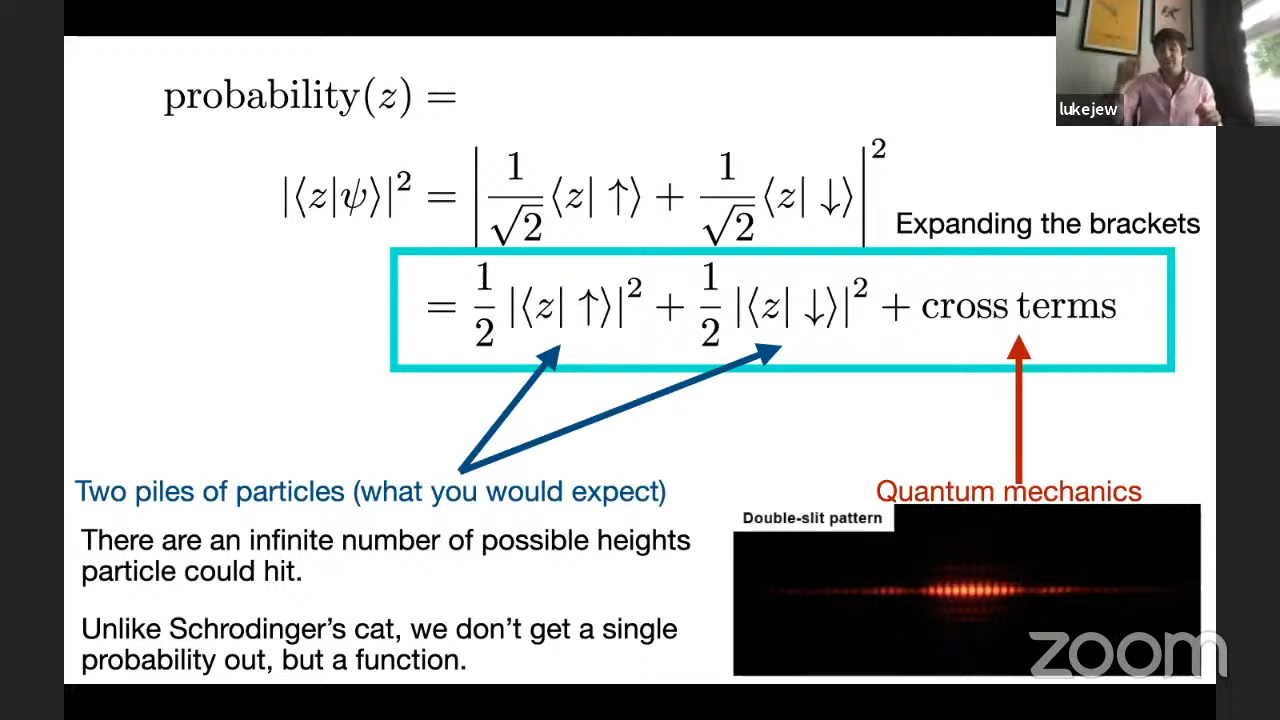 probability(z) =
lukejew
|⟨z|ψ⟩|² = |1/√2 ⟨z|↑⟩ + 1/√2 ⟨z|↓⟩|²
Expanding the brackets
= 1/2 |⟨z|↑⟩|² + 1/2 |⟨z|↓⟩|² + cross terms
Two piles of particles (what you would expect)
Quantum mechanics
There are an infinite number of possible heights
particle could hit.
Unlike Schrodinger's cat, we don't get a single
probability out, but a function.
Double-slit pattern
zoom